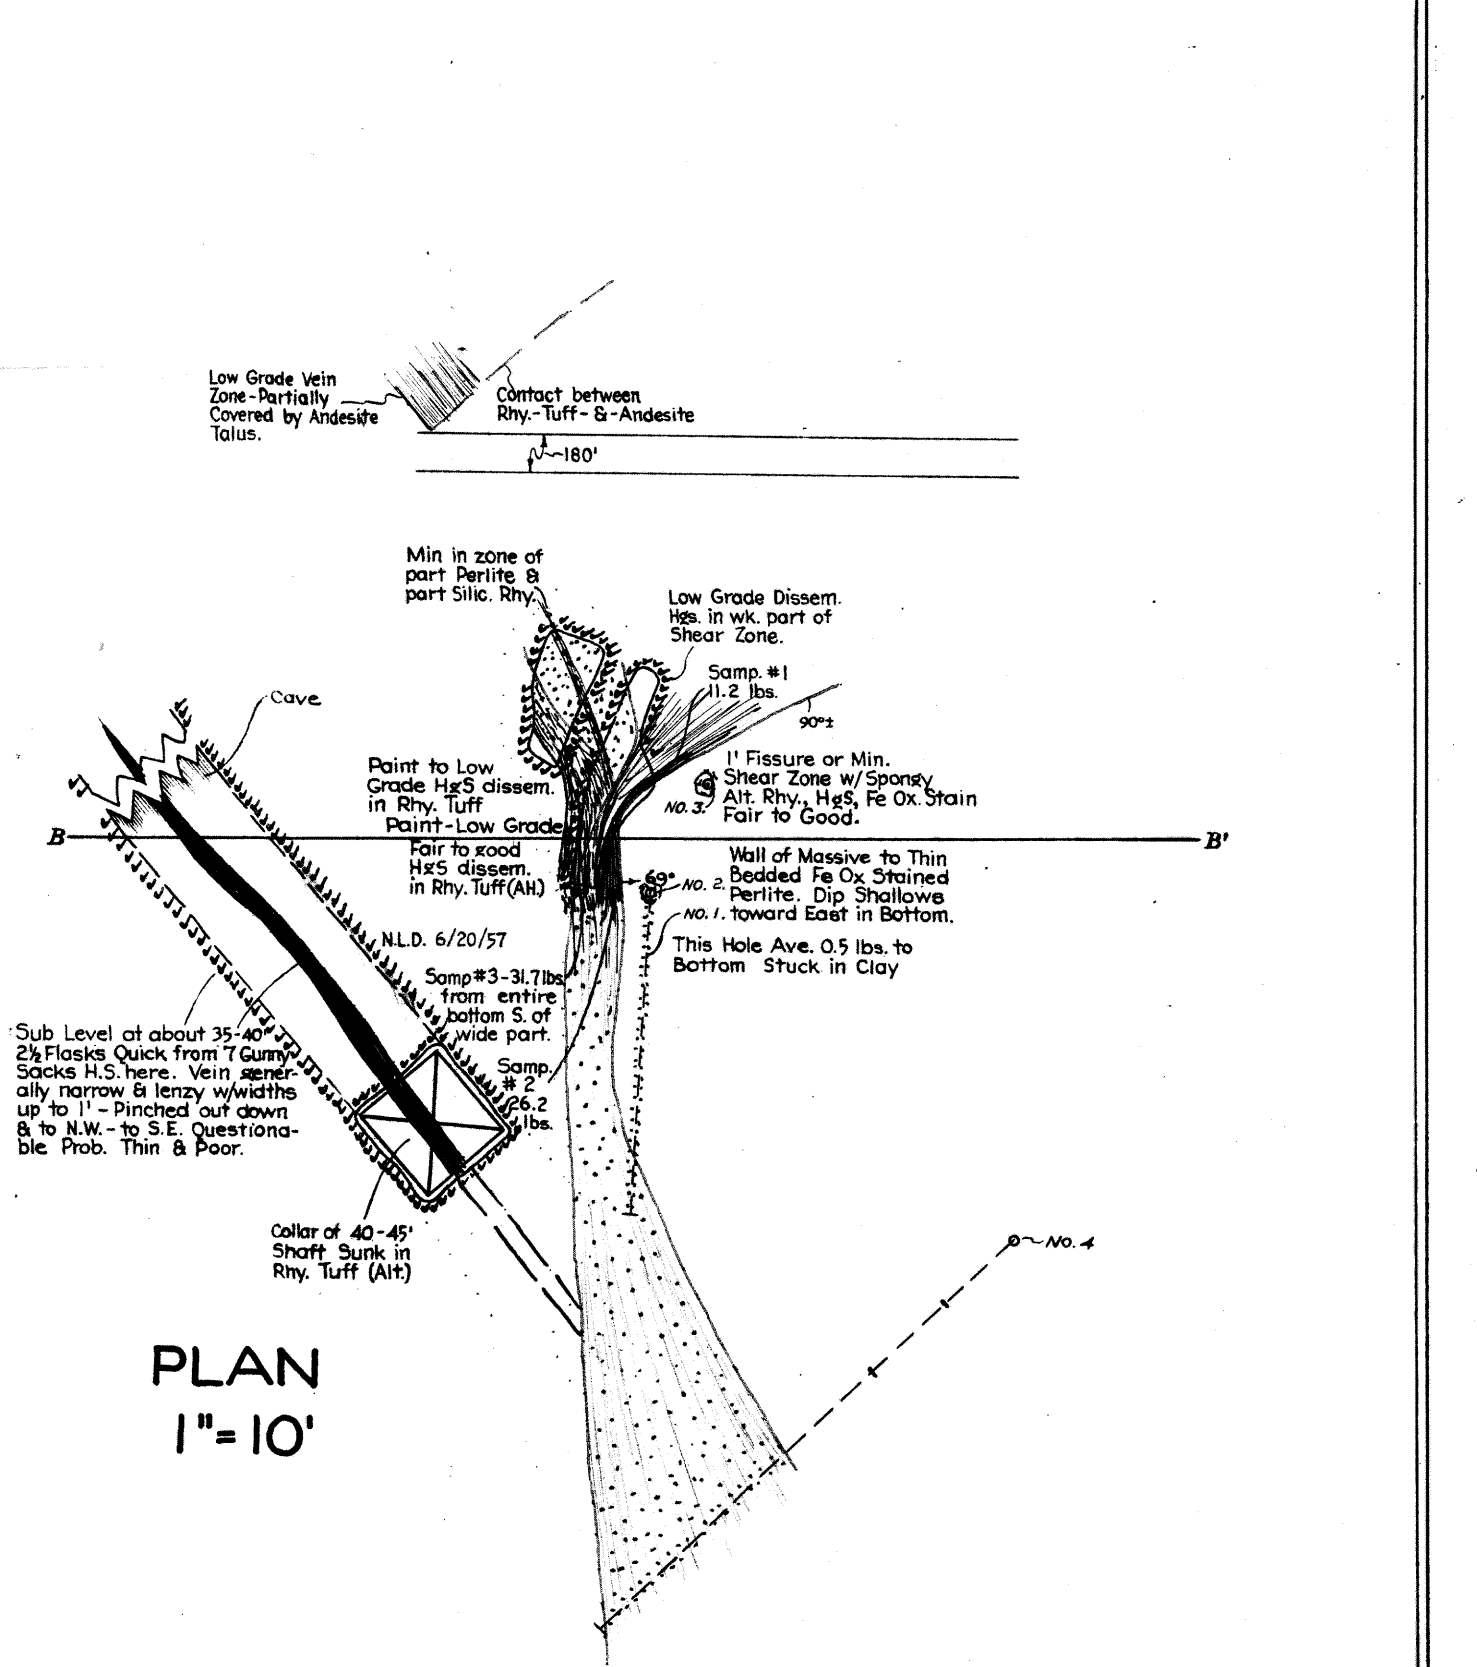 Low Grade Vein
Zone-Partially
Covered by Andesite
Talus.
Contact between
Rhy.-Tuff-&-Andesite
180'
Min in zone of
part Perlite &
part Silic. Rhy.
Low Grade Dissem.
Hgs. in wk. part of
Shear Zone.
Samp. #1
11.2 lbs.
90°±
Cave
Paint to Low
Grade HgS dissem.
in Rhy. Tuff
Paint-Low Grade
1' Fissure or Min.
Shear Zone w/Spongy
Alt. Rhy., HgS, Fe Ox. Stain
Fair to Good.
NO. 3.
B
B'
Fair to good
HgS dissem.
in Rhy. Tuff(AH.)
69°
NO. 2.
NO. 1.
Wall of Massive to Thin
Bedded Fe Ox Stained
Perlite. Dip Shallows
toward East in Bottom.
This Hole Ave. 0.5 lbs. to
Bottom Stuck in Clay
N.L.D. 6/20/57
Samp#3-31.7lbs.
from entire
bottom S. of
wide part.
Samp.
# 2
26.2
lbs.
Sub Level at about 35-40'
2½ Flasks Quick from 7 Gunny
Sacks H.S. here. Vein gener-
ally narrow & lenzy w/widths
up to 1' - Pinched out down
& to N.W.-to S.E. Questiona-
ble Prob. Thin & Poor.
Collar of 40-45'
Shaft Sunk in
Rhy. Tuff (Alt.)
NO. 4
PLAN
1"= 10'